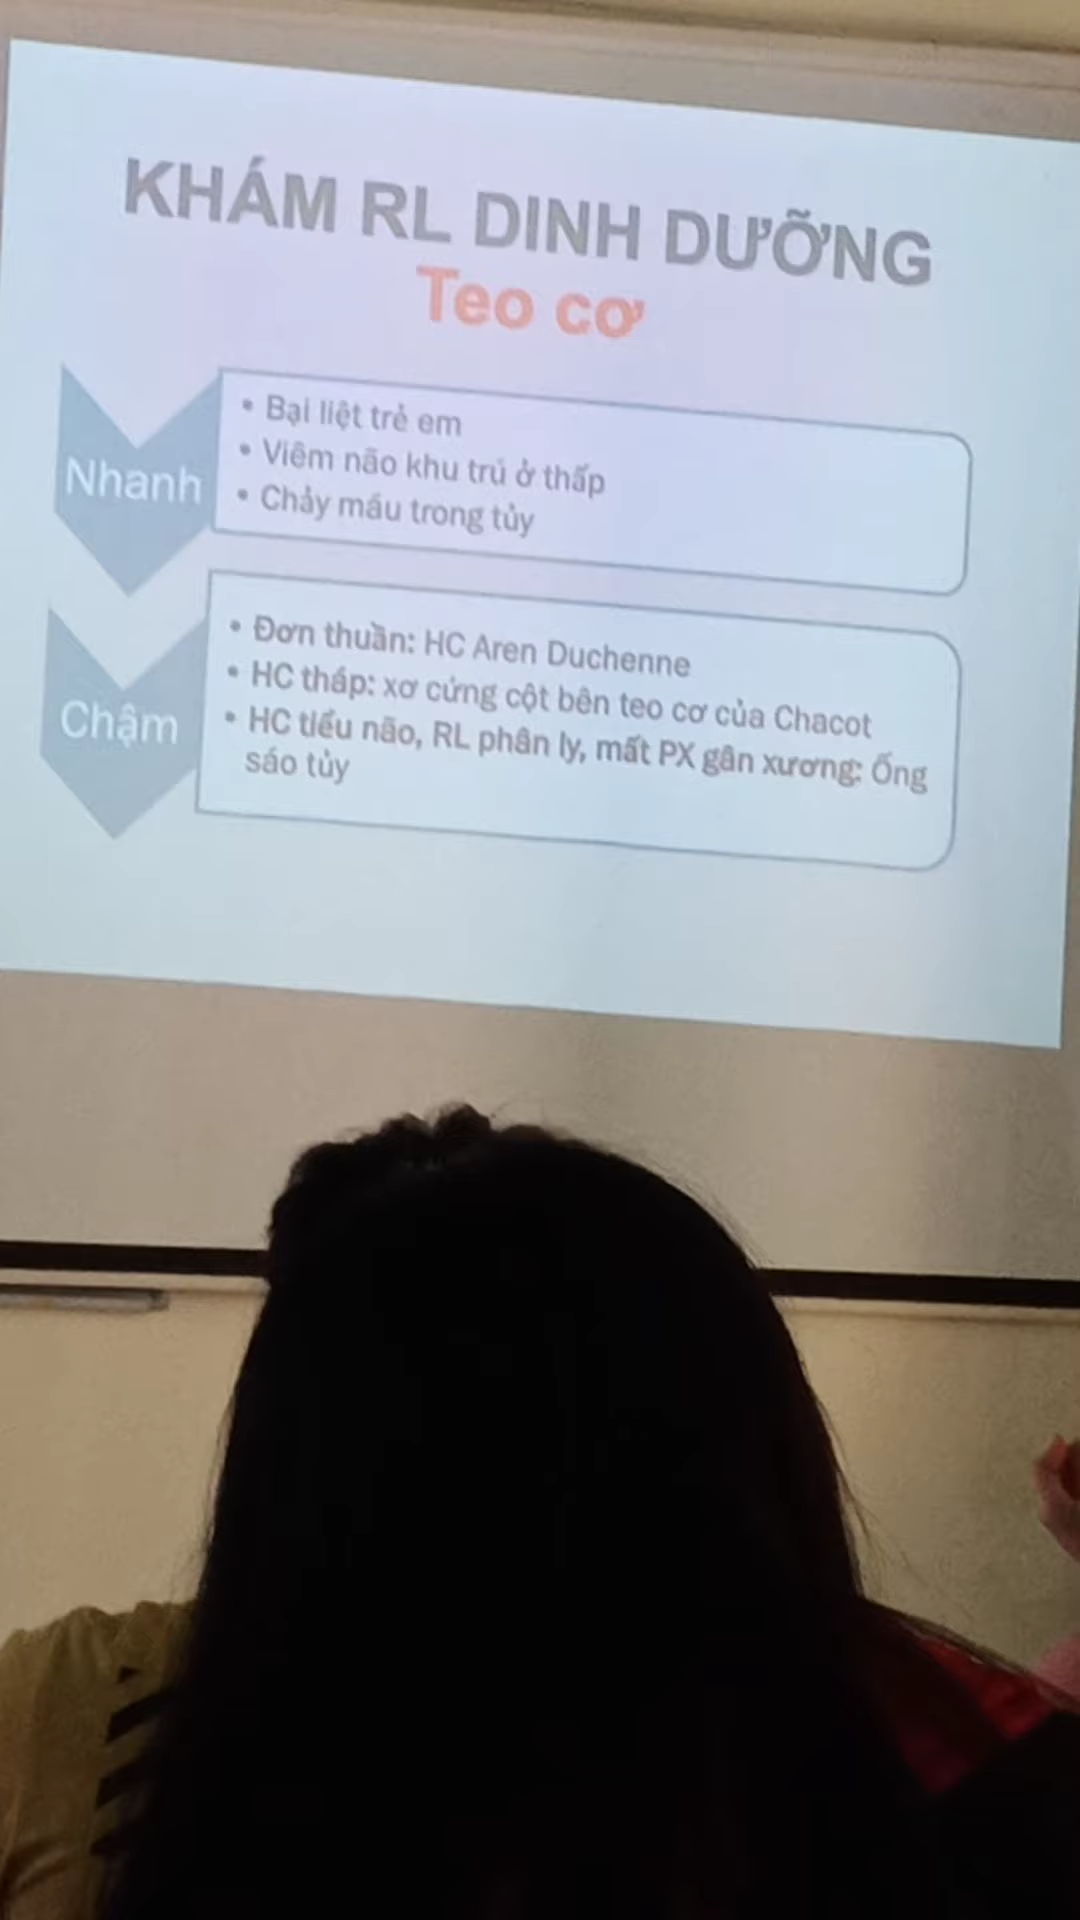 KHÁM RL DINH DƯỠNG
Teo cơ
Nhanh
• Bại liệt trẻ em
• Viêm não khu trú ở thấp
• Chảy máu trong tủy
Chậm
• Đơn thuần: HC Aren Duchenne
• HC tháp: xơ cứng cột bên teo cơ của Chacot
• HC tiểu não, RL phân ly, mất PX gân xương: Ống
sáo tủy